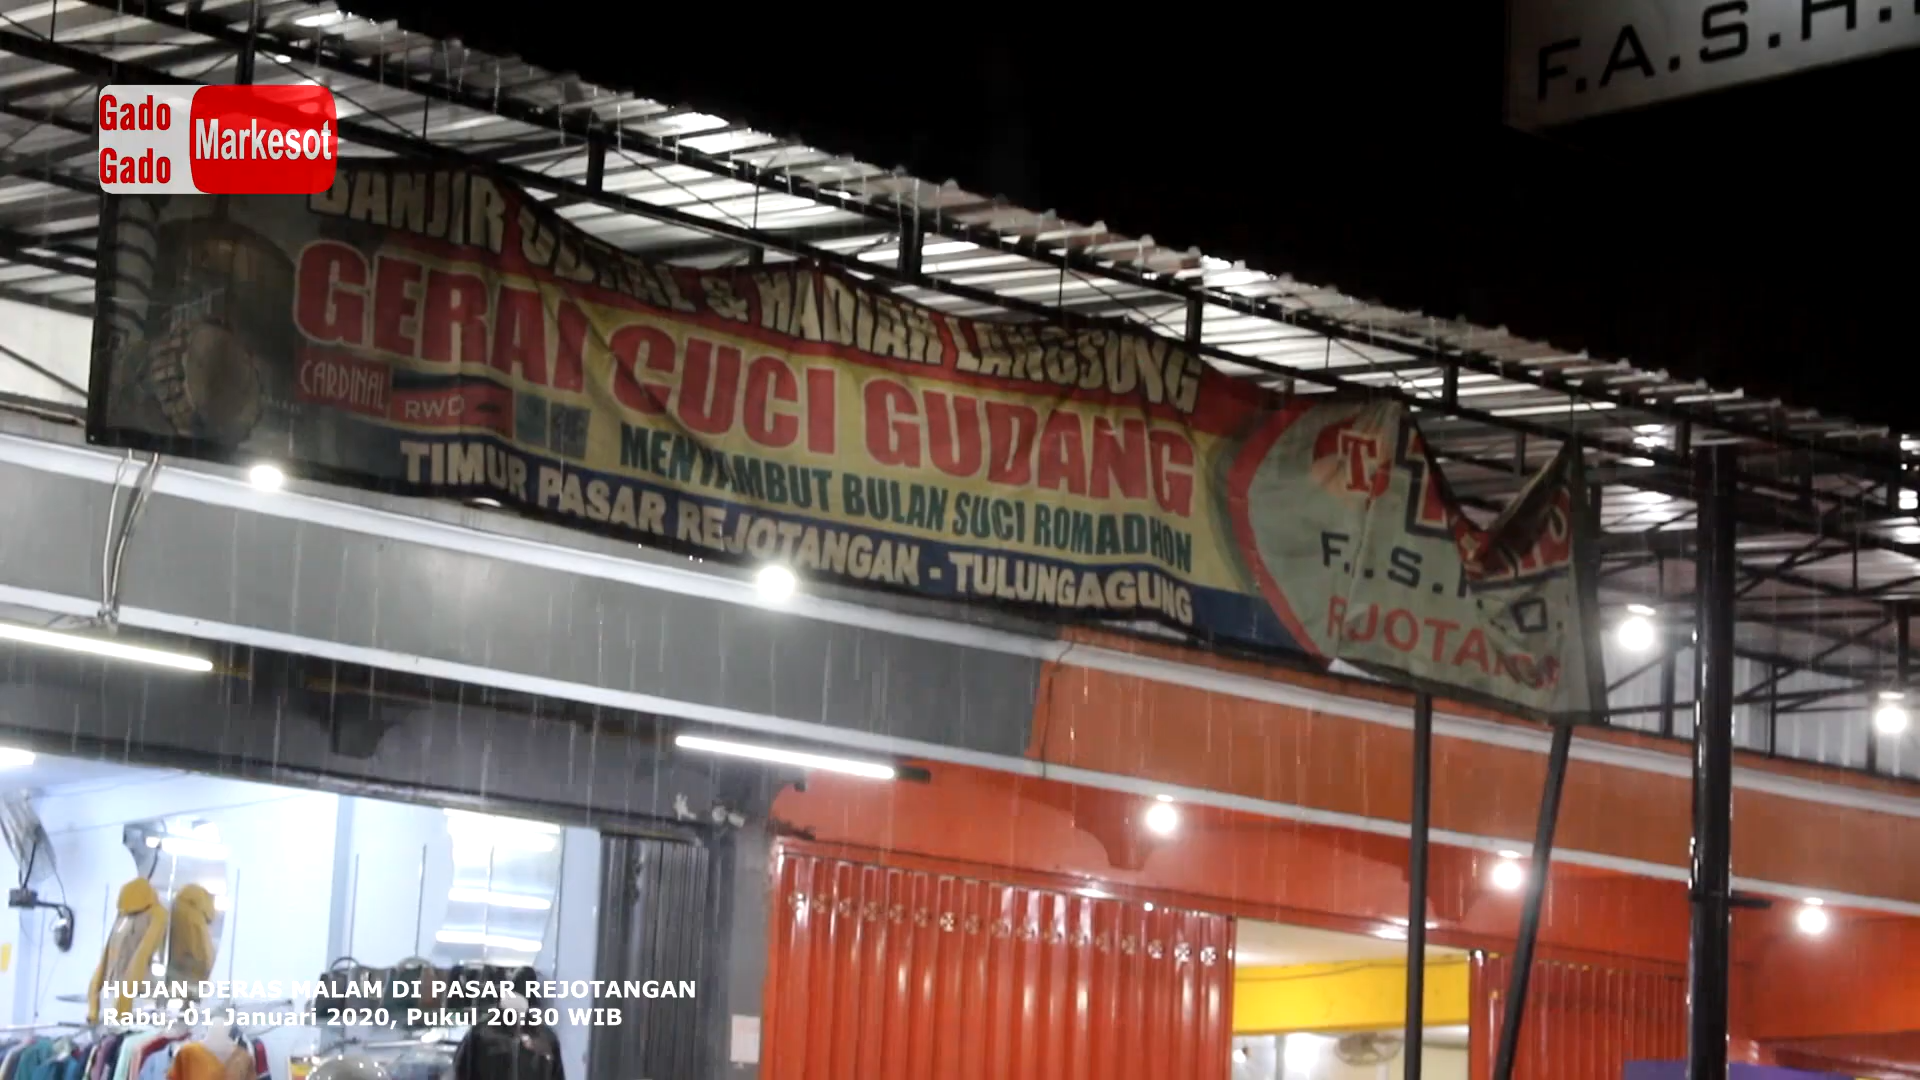 F.A.S.H.
Gado
Gado
Markesot
BANJIR OBRAL & HADIAH LANGSUNG
GERAI CUCI GUDANG
CARDINAL
RWD
MENYAMBUT BULAN SUCI ROMADHON
TIMUR PASAR REJOTANGAN - TULUNGAGUNG
T
HUJAN DERAS MALAM DI PASAR REJOTANGAN
Rabu, 01 Januari 2020, Pukul 20:30 WIB